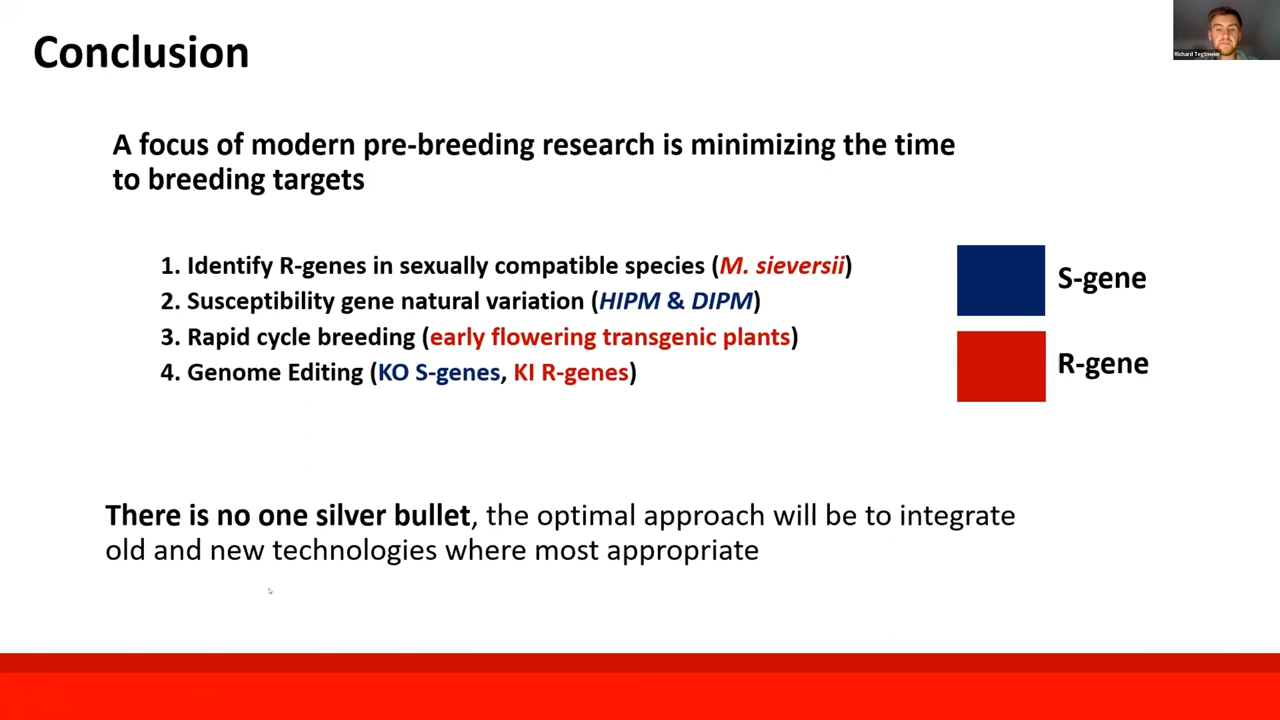 Conclusion
Richard Tegtmeier
A focus of modern pre-breeding research is minimizing the time
to breeding targets
1. Identify R-genes in sexually compatible species (M. sieversii)
2. Susceptibility gene natural variation (HIPM & DIPM)
3. Rapid cycle breeding (early flowering transgenic plants)
4. Genome Editing (KO S-genes, KI R-genes)
S-gene
R-gene
There is no one silver bullet, the optimal approach will be to integrate
old and new technologies where most appropriate